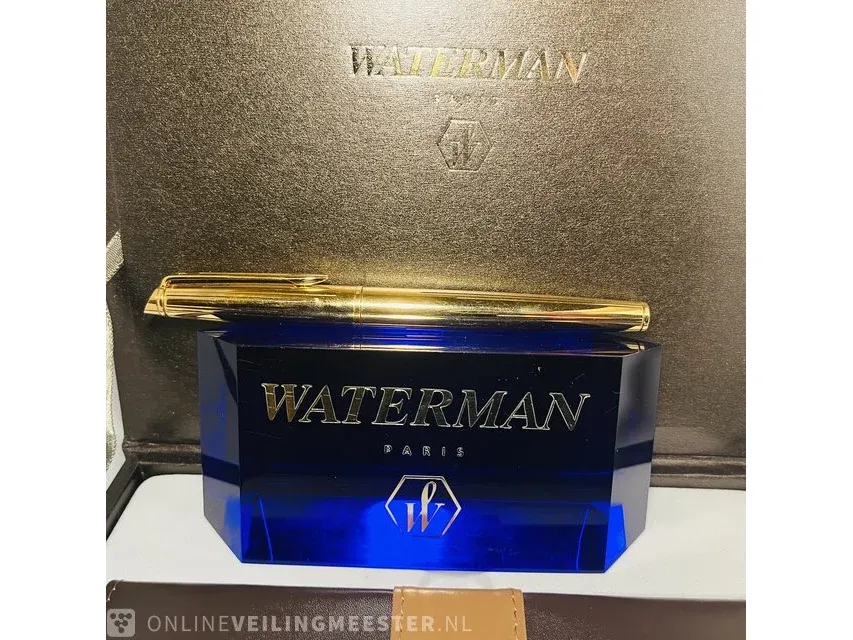 WATERMAN
PARIS
W
WATERMAN
PARIS
W
ONLINEVEILINGMEESTER.NL